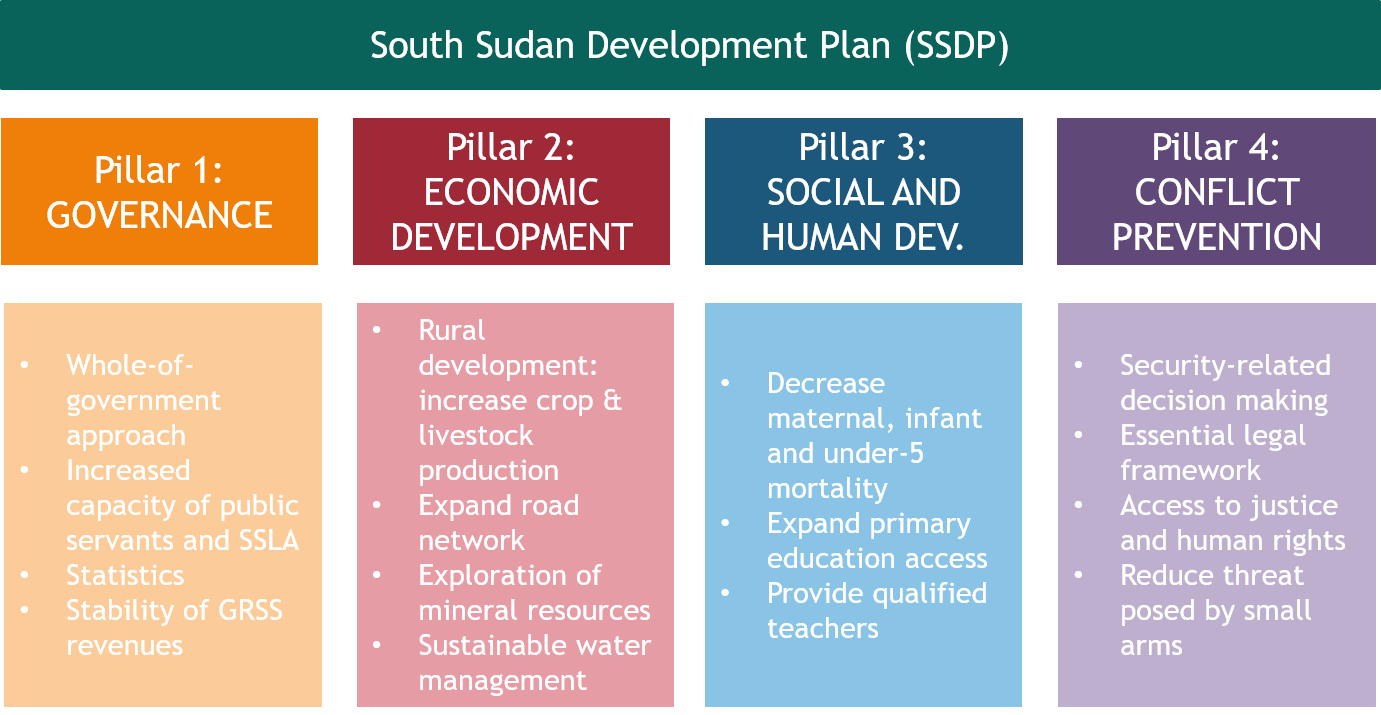 South Sudan Development Plan (SSDP)
Pillar 1:
GOVERNANCE
Pillar 2:
ECONOMIC
DEVELOPMENT
Pillar 3:
SOCIAL AND
HUMAN DEV.
Pillar 4:
CONFLICT
PREVENTION
• Whole-of-
government
approach
• Increased
capacity of public
servants and SSLA
• Statistics
• Stability of GRSS
revenues
• Rural
development:
increase crop &
livestock
production
• Expand road
network
• Exploration of
mineral resources
• Sustainable water
management
• Decrease
maternal, infant
and under-5
mortality
• Expand primary
education access
• Provide qualified
teachers
• Security-related
decision making
• Essential legal
framework
• Access to justice
and human rights
• Reduce threat
posed by small
arms